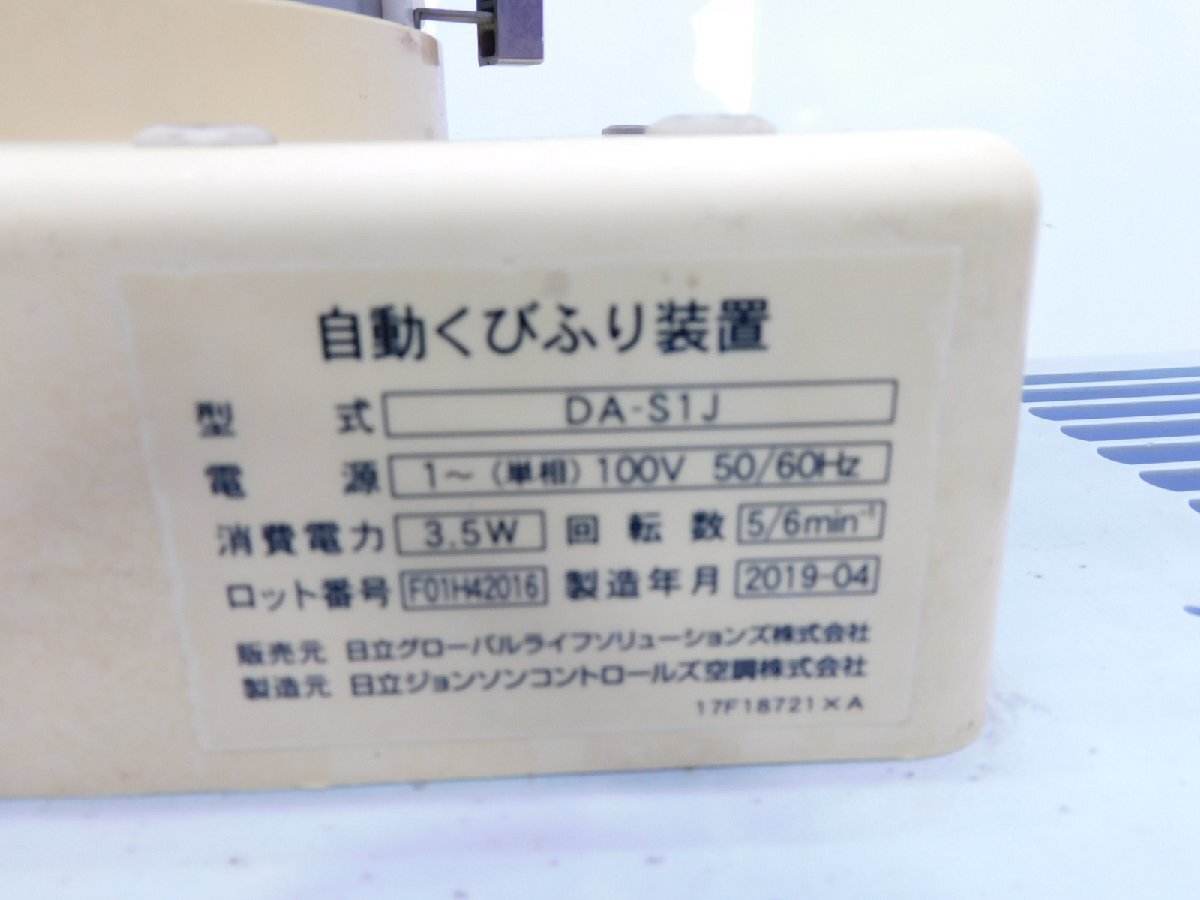 自動くびふり装置
型 式 DA-S1J
電 源 1～(単相) 100V 50/60Hz
消費電力 3.5W 回転数 5/6min⁻¹
ロット番号 F01H42016 製造年月 2019-04
販売元 日立グローバルライフソリューションズ株式会社
製造元 日立ジョンソンコントロールズ空調株式会社
17F18721×A